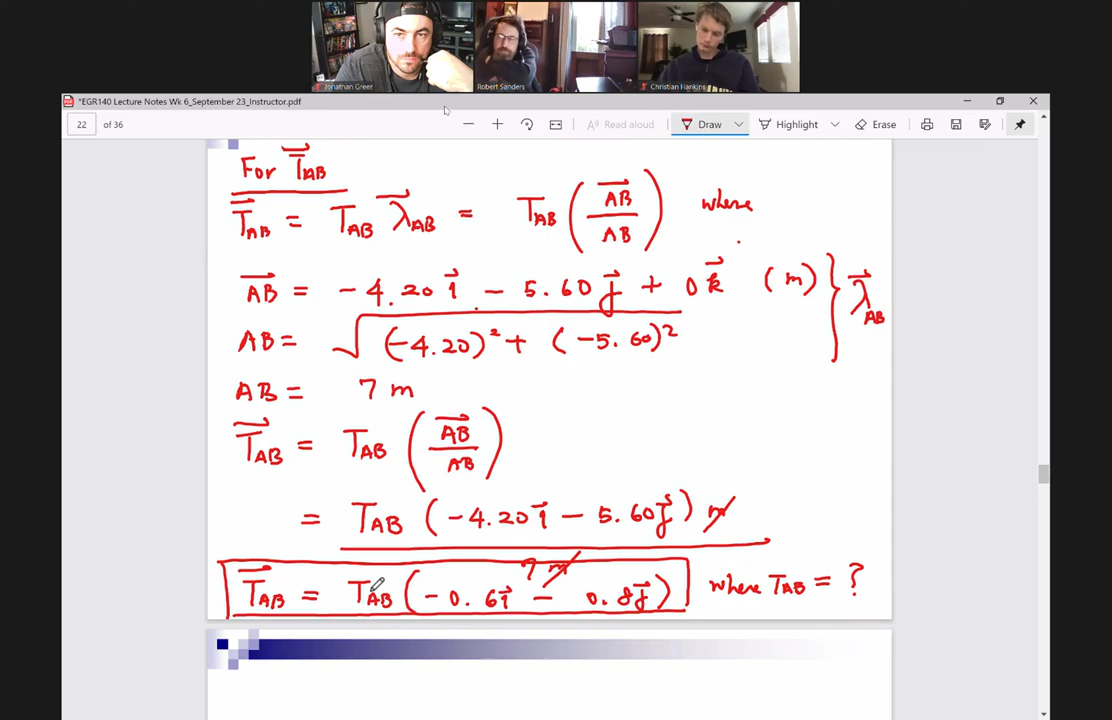 Jonathan Greer
Robert Sanders
Christian Hankins
*EGR140 Lecture Notes Wk 6_September 23_Instructor.pdf
22 of 36
Read aloud
Draw
Highlight
Erase
For T⃗AB
T⃗AB = TAB λ⃗AB = TAB (A⃗B⃗ / AB) where
A⃗B⃗ = -4.20 i⃗ - 5.60 j⃗ + 0 k⃗ (m) } λ⃗AB
AB = √((-4.20)² + (-5.60)²)
AB = 7 m
T⃗AB = TAB (A⃗B⃗ / AB)
= TAB (-4.20 i⃗ - 5.60 j⃗) m
7 m
T⃗AB = TAB (-0.6 i⃗ - 0.8 j⃗) where TAB = ?